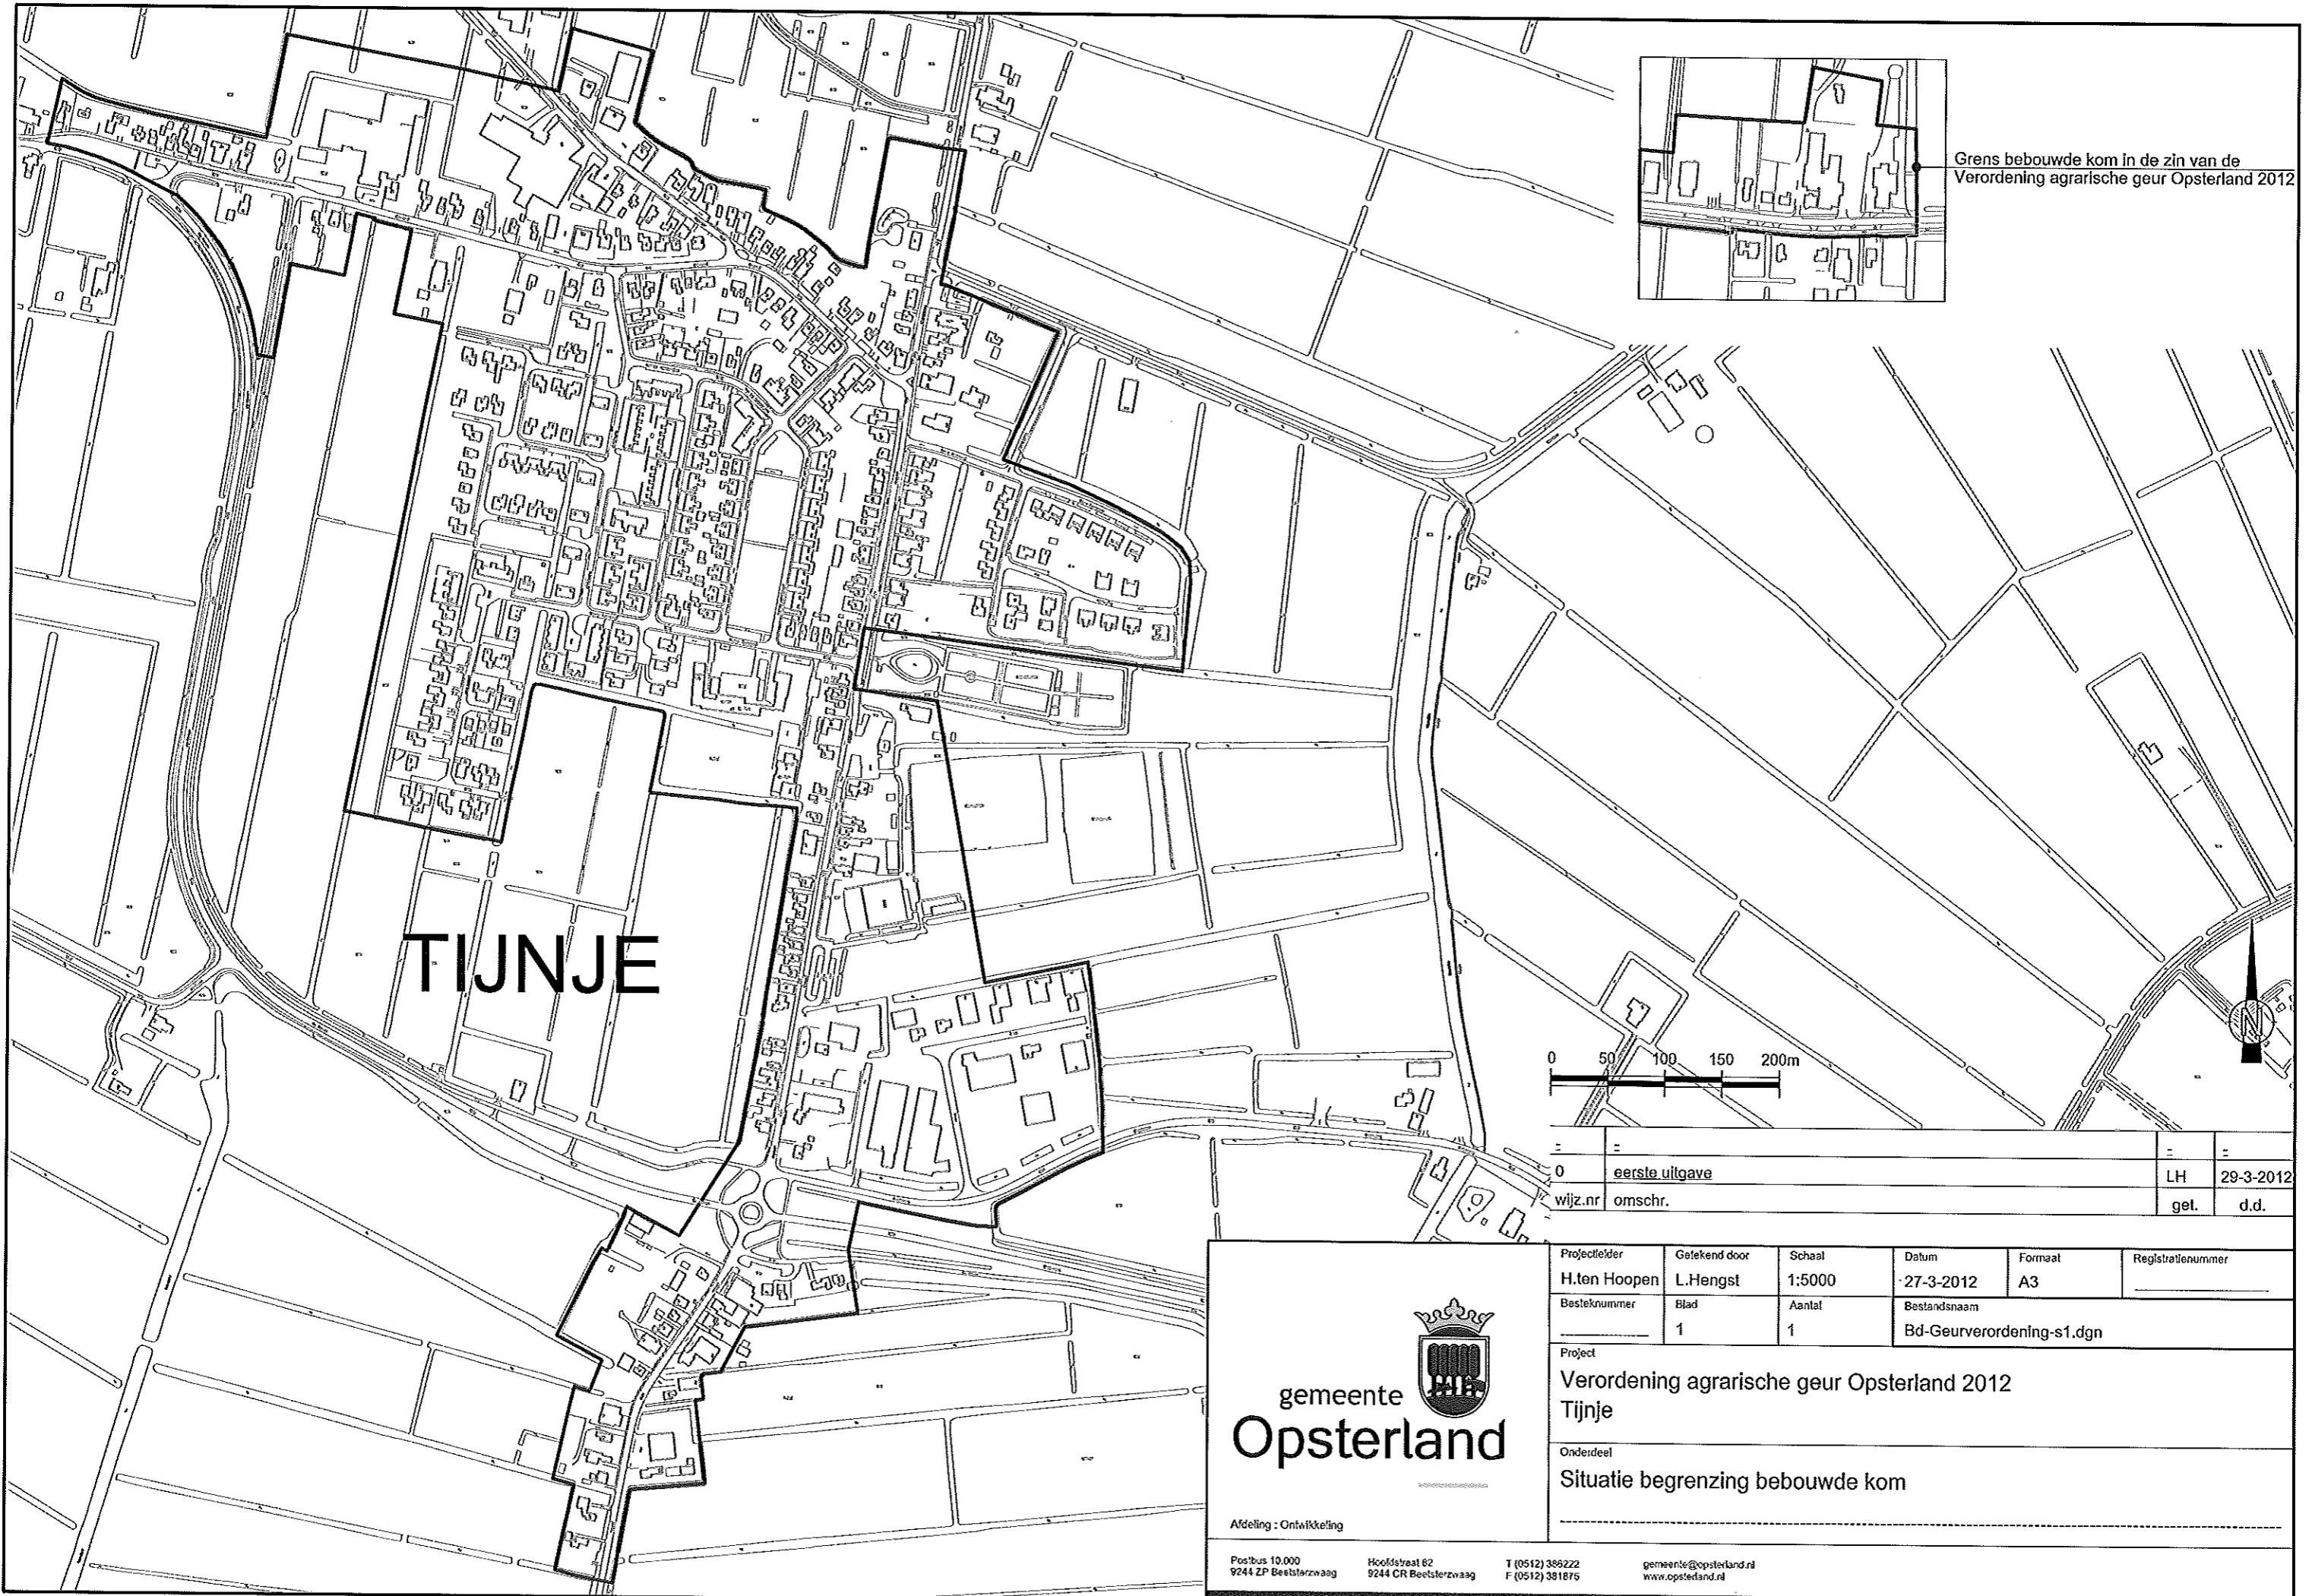 Grens bebouwde kom in de zin van de
Verordening agrarische geur Opsterland 2012
TIJNJE
0 50 100 150 200m
N
- - - -
0 eerste uitgave LH 29-3-2012
wijz.nr omschr. get. d.d.
Projectleider Getekend door Schaal Datum Formaat Registratienummer
H.ten Hoopen L.Hengst 1:5000 27-3-2012 A3
Besteknummer Blad Aantal Bestandsnaam
1 1 Bd-Geurverordening-s1.dgn
Project
Verordening agrarische geur Opsterland 2012
Tijnje
Onderdeel
Situatie begrenzing bebouwde kom
gemeente
Opsterland
Afdeling : Ontwikkeling
Postbus 10.000 Hoofdstraat 82 T (0512) 386222 gemeente@opsterland.nl
9244 ZP Beetsterzwaag 9244 CR Beetsterzwaag F (0512) 381875 www.opsterland.nl